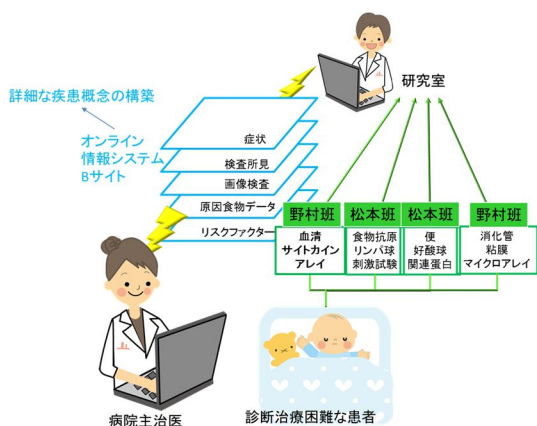 研究室
詳細な疾患概念の構築
オンライン
情報システム
Bサイト
症状
検査所見
画像検査
原因食物データ
リスクファクター
野村班
松本班
松本班
野村班
血清
サイトカイン
アレイ
食物抗原
リンパ球
刺激試験
便
好酸球
関連蛋白
消化管
粘膜
マイクロアレイ
病院主治医
診断治療困難な患者